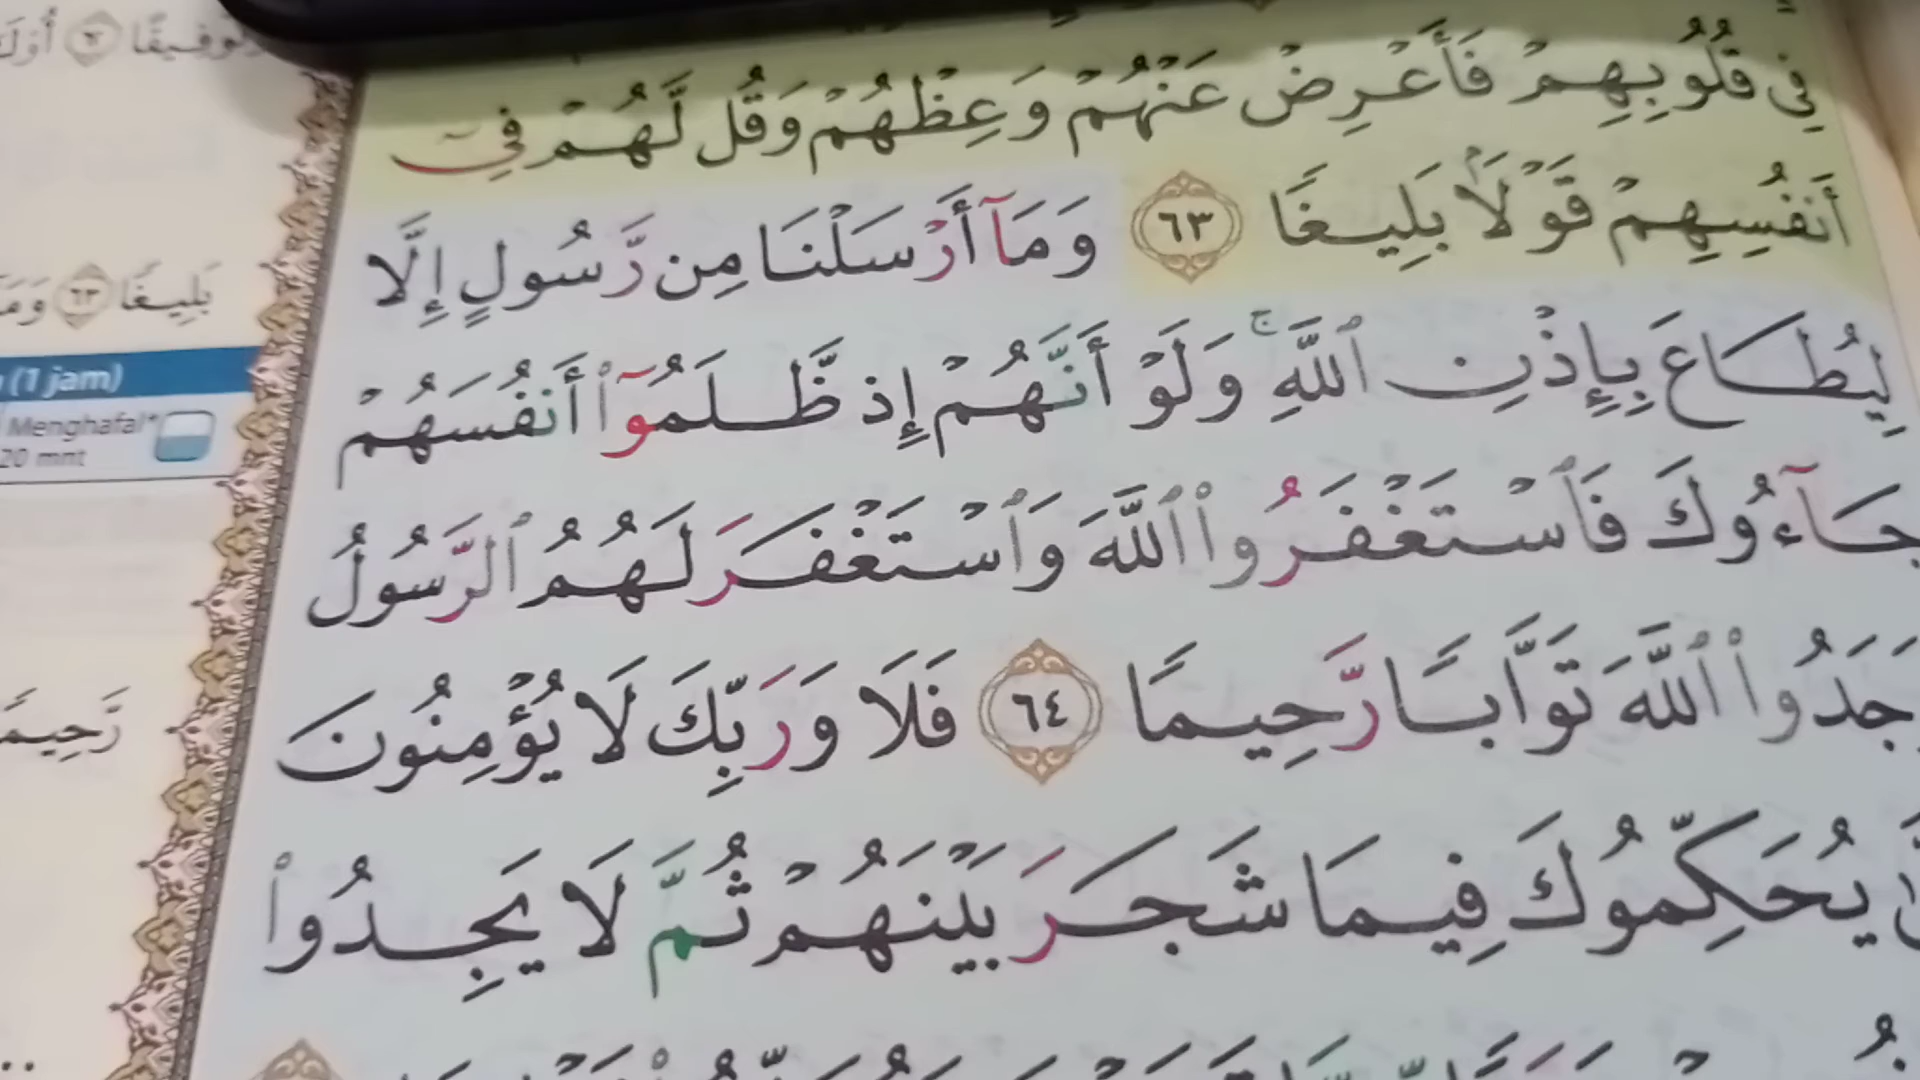 فِي قُلُوبِهِمْ فَأَعْرِضْ عَنْهُمْ وَعِظْهُمْ وَقُل لَّهُمْ فِيٓ
أَنفُسِهِمْ قَوْلًۢا بَلِيغًا ٦٣ وَمَآ أَرْسَلْنَا مِن رَّسُولٍ إِلَّا
لِيُطَاعَ بِإِذْنِ ٱللَّهِ ۚ وَلَوْ أَنَّهُمْ إِذ ظَّلَمُوٓا۟ أَنفُسَهُمْ
جَآءُوكَ فَٱسْتَغْفَرُوا۟ ٱللَّهَ وَٱسْتَغْفَرَ لَهُمُ ٱلرَّسُولُ
جَدُوا۟ ٱللَّهَ تَوَّابًا رَّحِيمًا ٦٤ فَلَا وَرَبِّكَ لَا يُؤْمِنُونَ
يُحَكِّمُوكَ فِيمَا شَجَرَ بَيْنَهُمْ ثُمَّ لَا يَجِدُوا۟
بَلِيغًا ٦٣
(1 jam)
Menghafal*
20 mnt
رَّحِيمًا